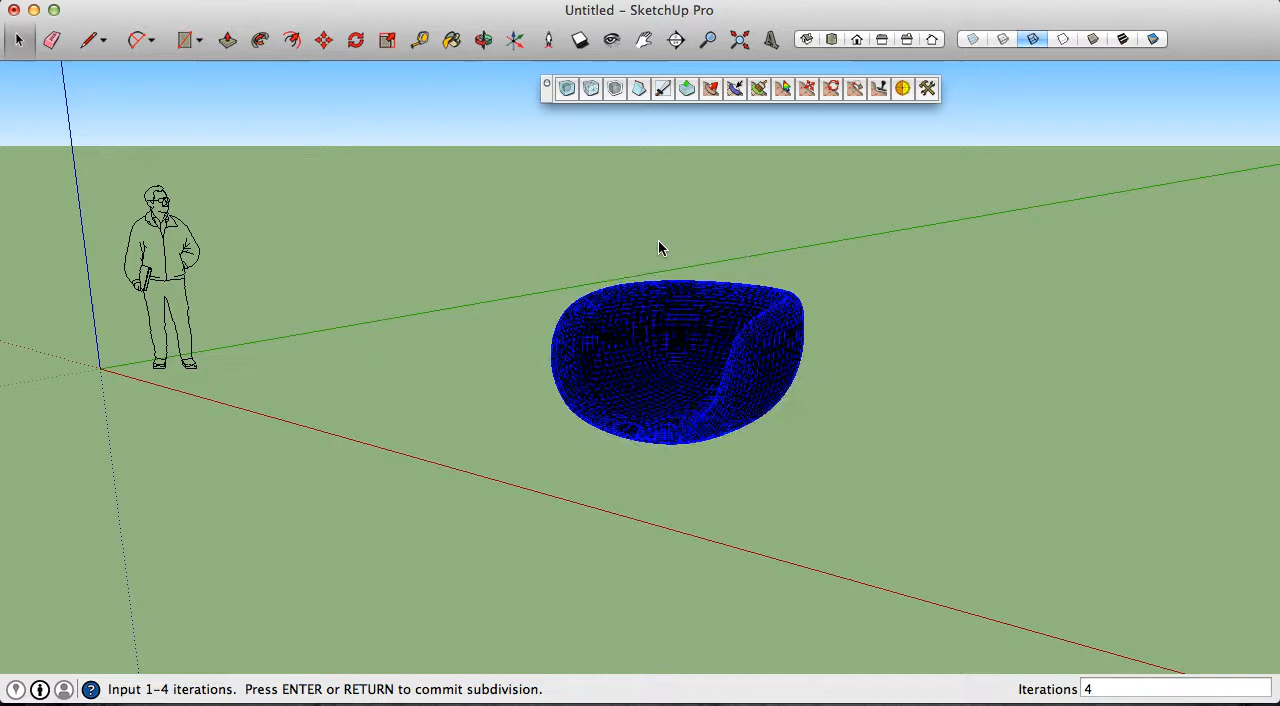 Untitled - SketchUp Pro
Input 1-4 iterations. Press ENTER or RETURN to commit subdivision.
Iterations 4